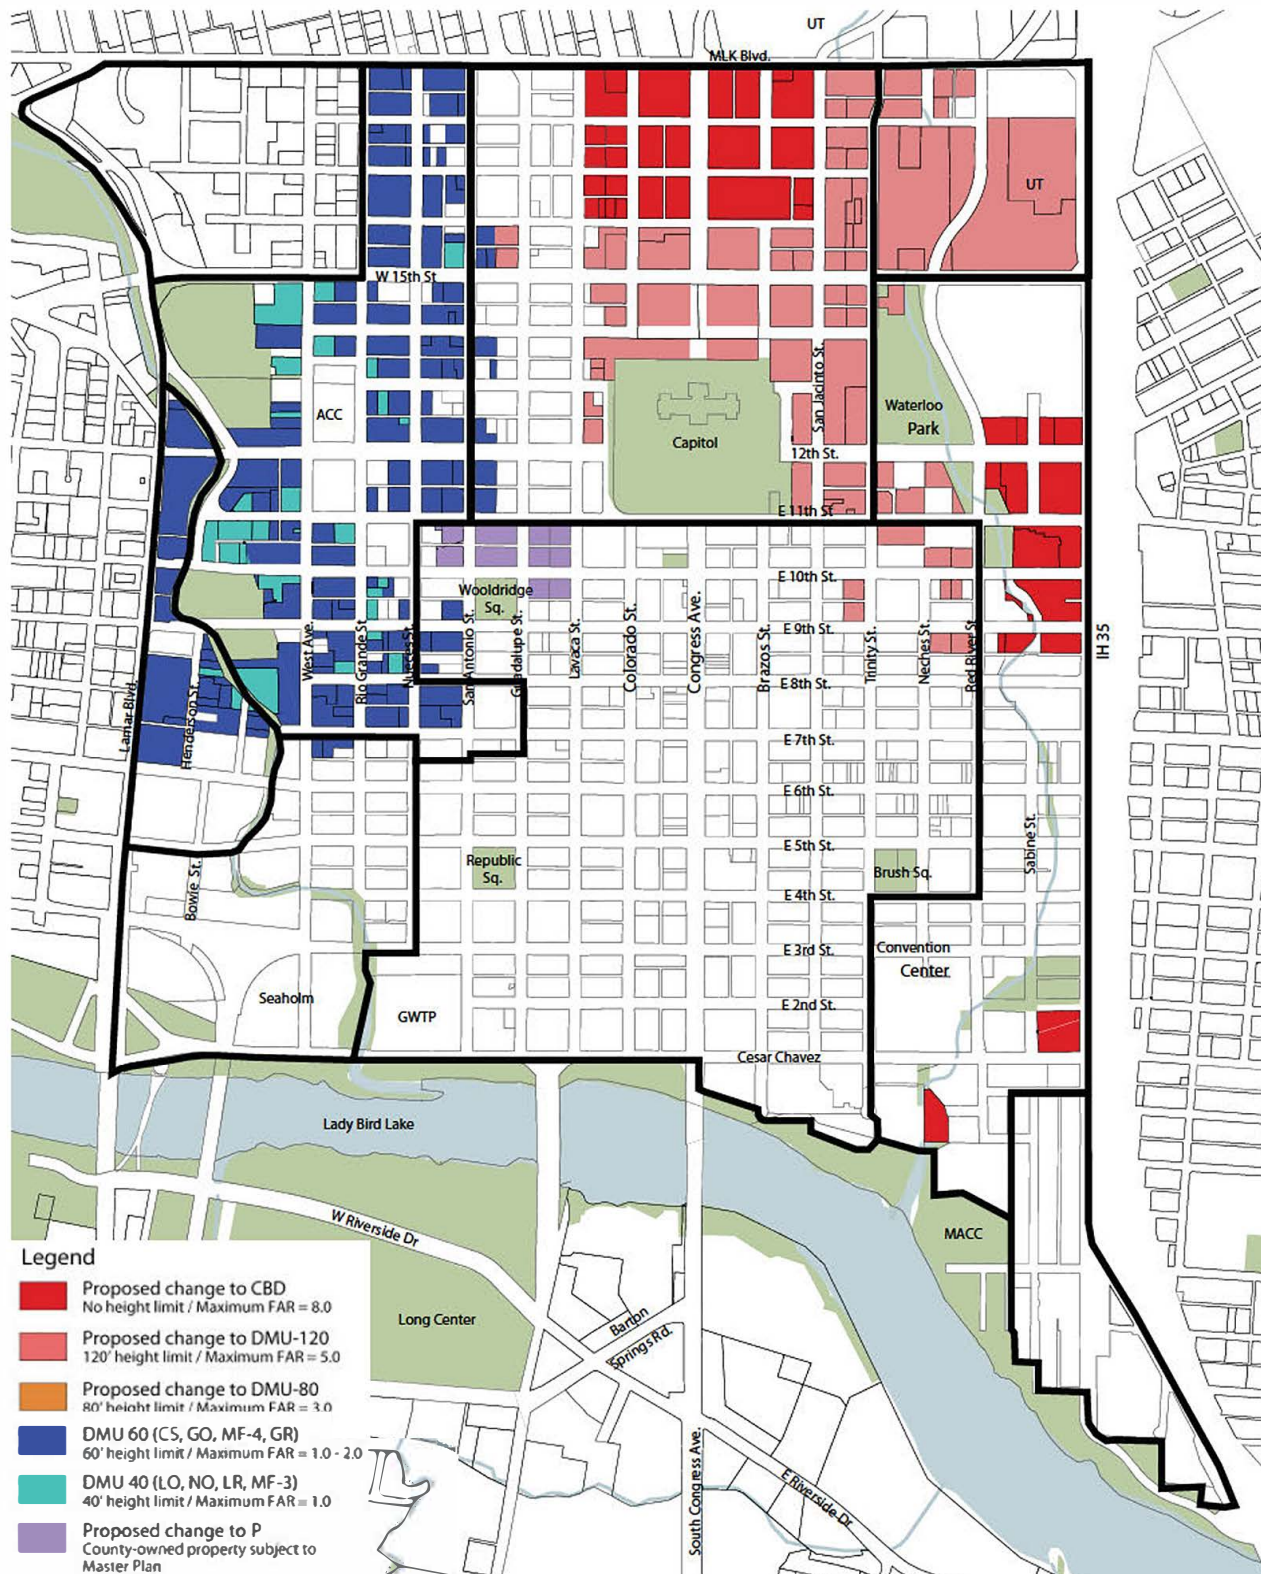 UT
MLK Blvd.
UT
W 15th St
ACC
San Jacinto St.
Waterloo
Park
Capitol
12th St.
E 11th St
E 10th St.
Wooldridge
Sq.
E 9th St.
West Ave.
Rio Grande St.
Nueces St.
San Antonio St.
Guadalupe St.
Lavaca St.
Colorado St.
Congress Ave.
Brazos St.
Trinity St.
Neches St.
Red River St.
IH 35
E 8th St.
Lamar Blvd.
Henderson St.
E 7th St.
E 6th St.
E 5th St.
Sabine St.
Republic
Sq.
Brush Sq.
Bowie St.
E 4th St.
E 3rd St.
Convention
Center
Seaholm
GWTP
E 2nd St.
Cesar Chavez
Lady Bird Lake
W Riverside Dr
MACC
Long Center
Barton
Springs Rd.
South Congress Ave.
E Riverside Dr
Legend
Proposed change to CBD
No height limit / Maximum FAR = 8.0
Proposed change to DMU-120
120' height limit / Maximum FAR = 5.0
Proposed change to DMU-80
80' height limit / Maximum FAR = 3.0
DMU 60 (CS, GO, MF-4, GR)
60' height limit / Maximum FAR = 1.0 - 2.0
DMU 40 (LO, NO, LR, MF-3)
40' height limit / Maximum FAR = 1.0
Proposed change to P
County-owned property subject to
Master Plan